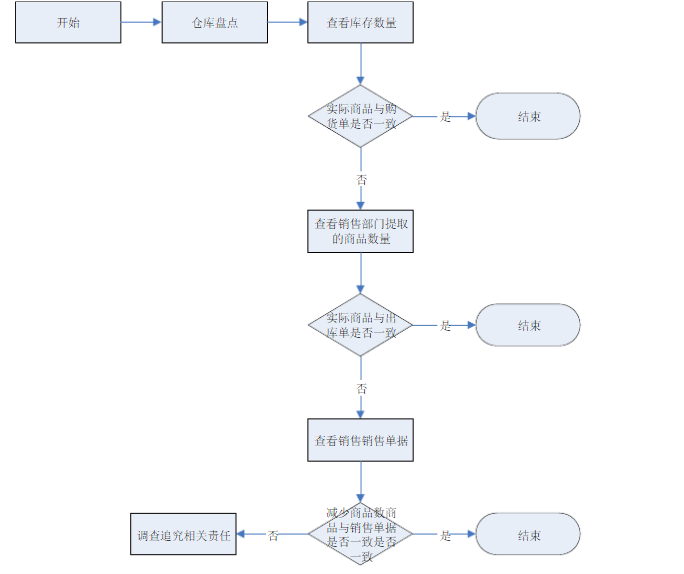 开始
仓库盘点
查看库存数量
实际商品与购
货单是否一致
是
结束
否
查看销售部门提取
的商品数量
实际商品与出
库单是否一致
是
结束
否
查看销售销售单据
减少商品数商
品与销售单据
是否一致是否
一致
是
结束
否
调查追究相关责任